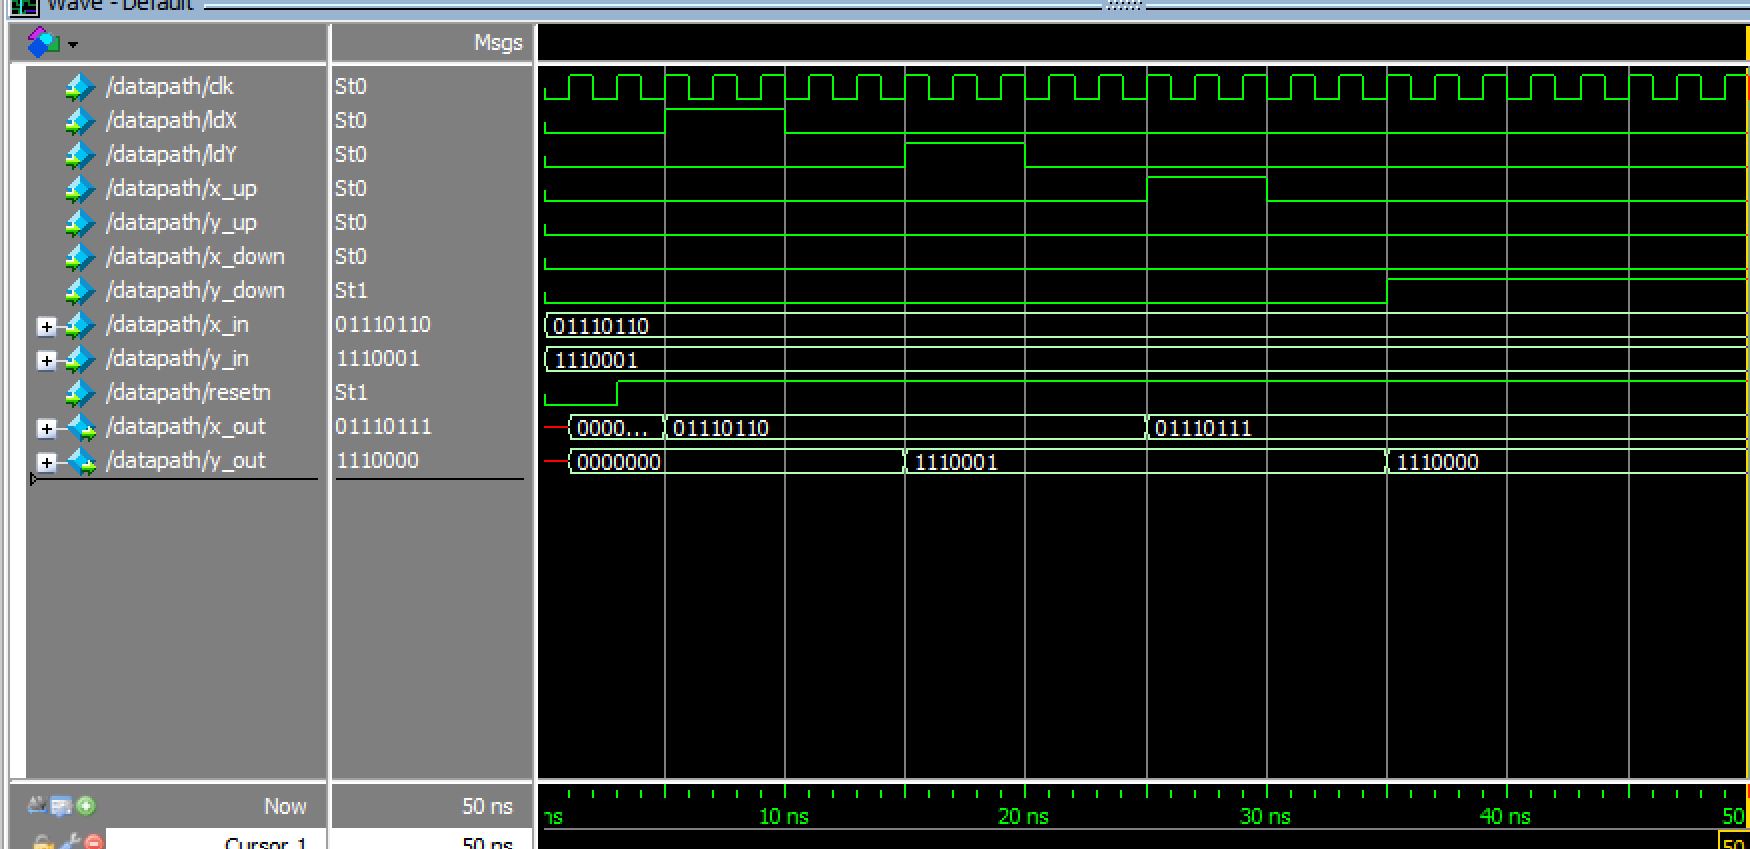 Wave - Default
Msgs
/datapath/clk St0
/datapath/ldX St0
/datapath/ldY St0
/datapath/x_up St0
/datapath/y_up St0
/datapath/x_down St0
/datapath/y_down St1
/datapath/x_in 01110110 01110110
/datapath/y_in 1110001 1110001
/datapath/resetn St1
/datapath/x_out 01110111 0000... 01110110 01110111
/datapath/y_out 1110000 0000000 1110001 1110000
Now 50 ns ns 10 ns 20 ns 30 ns 40 ns 50
Cursor 1 50 ns 50